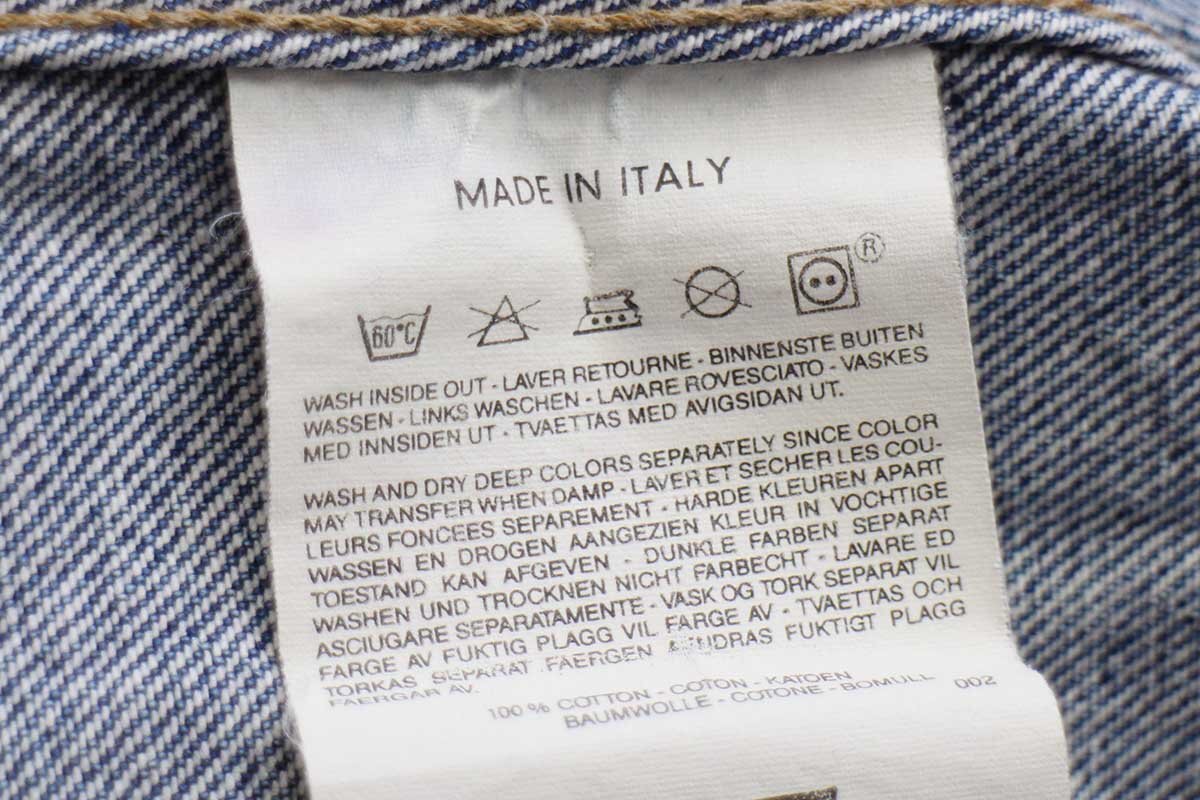 MADE IN ITALY
60°C
®
WASH INSIDE OUT - LAVER RETOURNE - BINNENSTE BUITEN
WASSEN - LINKS WASCHEN - LAVARE ROVESCIATO - VASKES
MED INNSIDEN UT - TVAETTAS MED AVIGSIDAN UT.
WASH AND DRY DEEP COLORS SEPARATELY SINCE COLOR
MAY TRANSFER WHEN DAMP - LAVER ET SECHER LES COU-
LEURS FONCEES SEPAREMENT - HARDE KLEUREN APART
WASSEN EN DROGEN AANGEZIEN KLEUR IN VOCHTIGE
TOESTAND KAN AFGEVEN - DUNKLE FARBEN SEPARAT
WASHEN UND TROCKNEN NICHT FARBECHT - LAVARE ED
ASCIUGARE SEPARATAMENTE - VASK OG TORK SEPARAT VIL
FARGE AV FUKTIG PLAGG VIL FARGE AV - TVAETTAS OCH
TORKAS SEPARAT FAERGEN FUKTIGT PLAGG
FAERGAR AV.
100 % COTTON - COTON - KATOEN
BAUMWOLLE - COTONE - BOMULL 002